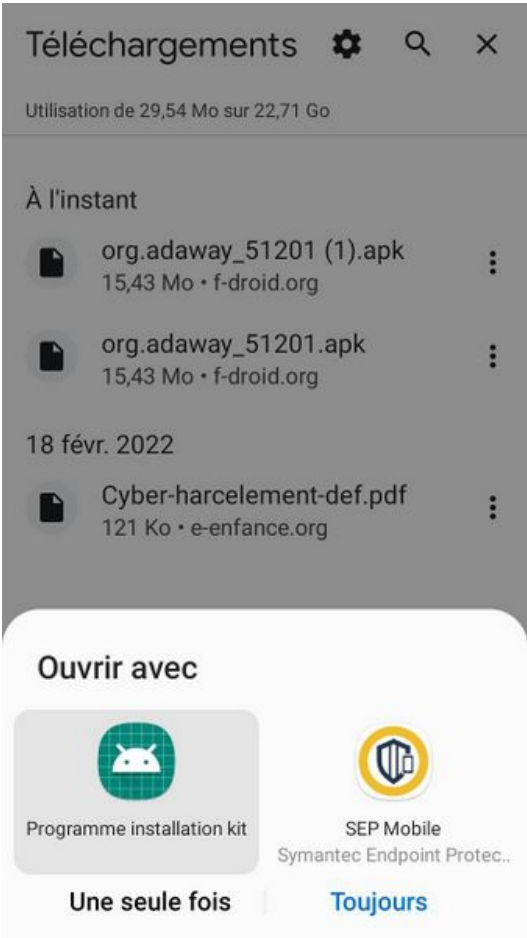 Téléchargements
Utilisation de 29,54 Mo sur 22,71 Go
À l'instant
org.adaway_51201 (1).apk
15,43 Mo • f-droid.org
org.adaway_51201.apk
15,43 Mo • f-droid.org
18 févr. 2022
Cyber-harcelement-def.pdf
121 Ko • e-enfance.org
Ouvrir avec
Programme installation kit
SEP Mobile
Symantec Endpoint Protec..
Une seule fois
Toujours